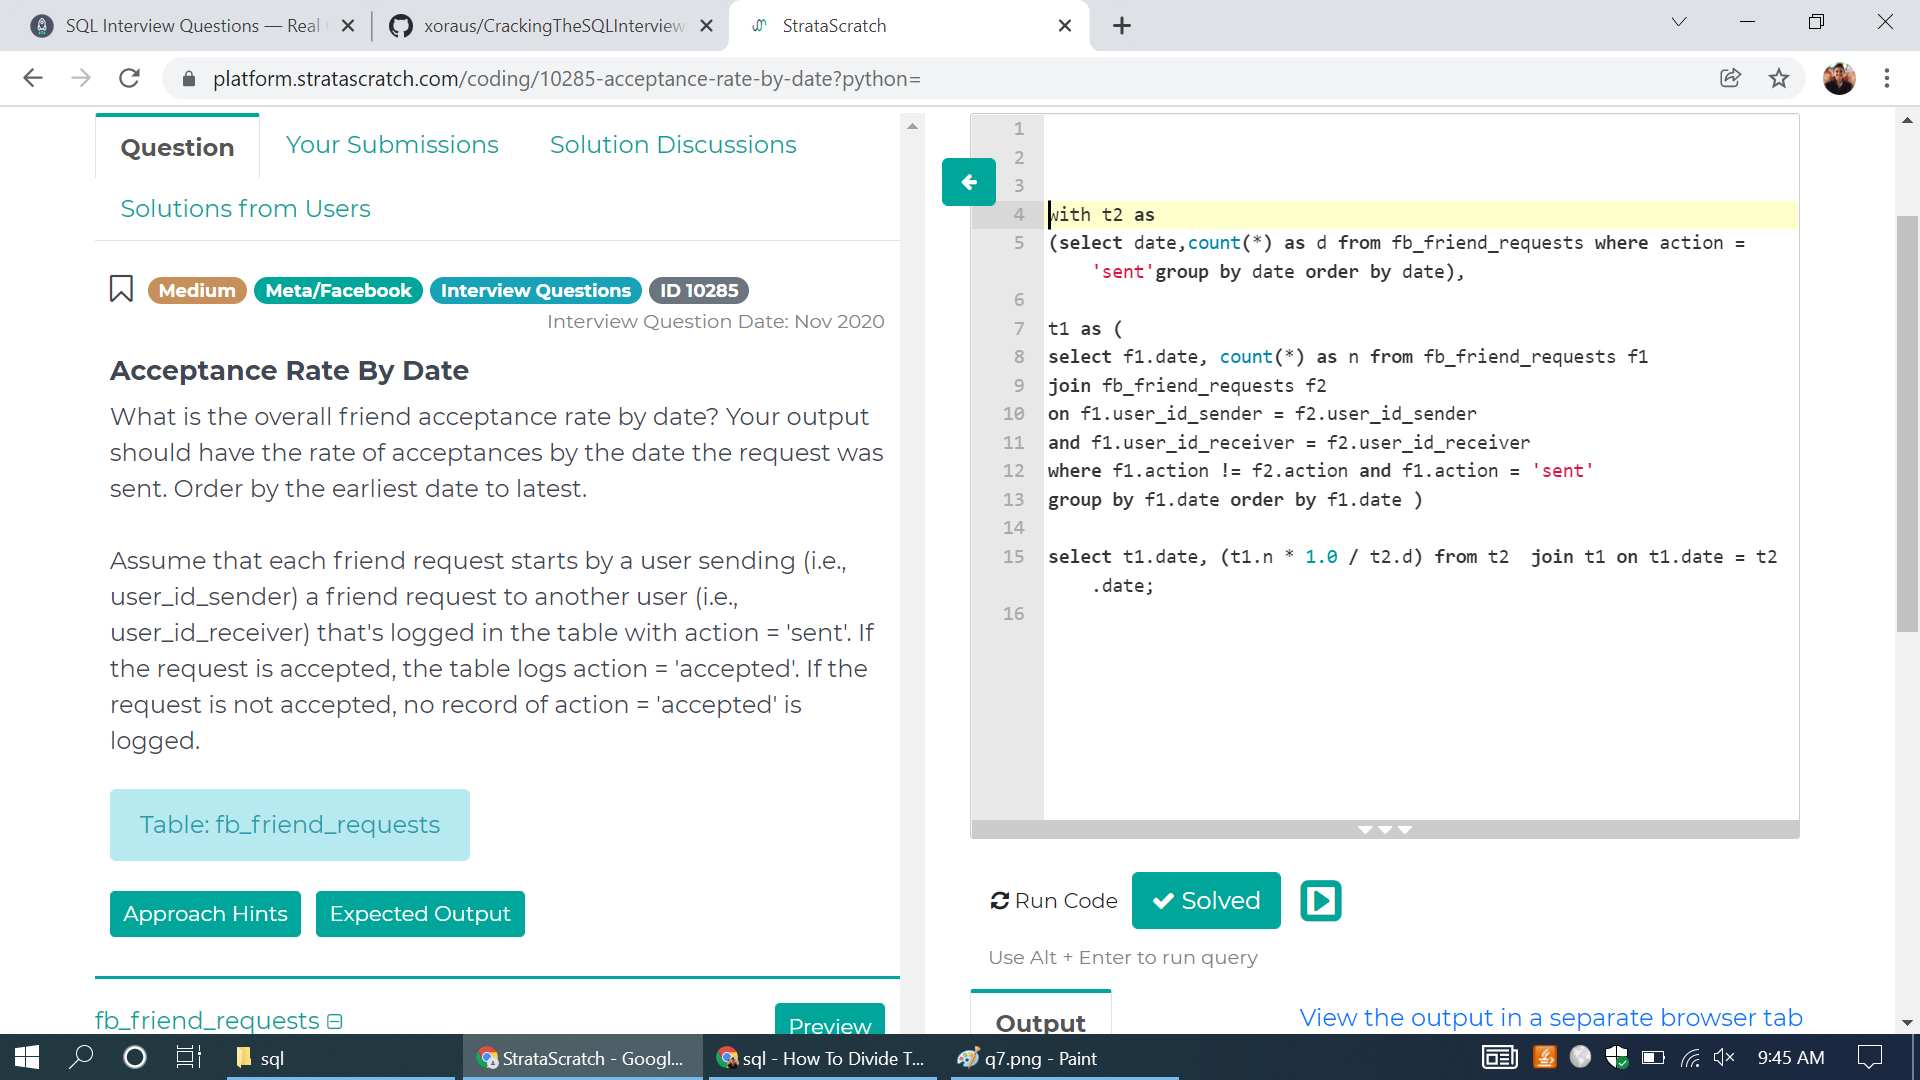 SQL Interview Questions — Real
xoraus/CrackingTheSQLInterview
StrataScratch
platform.stratascratch.com/coding/10285-acceptance-rate-by-date?python=
Question
Your Submissions
Solution Discussions
Solutions from Users
Medium
Meta/Facebook
Interview Questions
ID 10285
Interview Question Date: Nov 2020
Acceptance Rate By Date
What is the overall friend acceptance rate by date? Your output
should have the rate of acceptances by the date the request was
sent. Order by the earliest date to latest.
Assume that each friend request starts by a user sending (i.e.,
user_id_sender) a friend request to another user (i.e.,
user_id_receiver) that's logged in the table with action = 'sent'. If
the request is accepted, the table logs action = 'accepted'. If the
request is not accepted, no record of action = 'accepted' is
logged.
Table: fb_friend_requests
Approach Hints
Expected Output
fb_friend_requests
Preview
1
2
3
4 with t2 as
5 (select date,count(*) as d from fb_friend_requests where action =
'sent'group by date order by date),
6
7 t1 as (
8 select f1.date, count(*) as n from fb_friend_requests f1
9 join fb_friend_requests f2
10 on f1.user_id_sender = f2.user_id_sender
11 and f1.user_id_receiver = f2.user_id_receiver
12 where f1.action != f2.action and f1.action = 'sent'
13 group by f1.date order by f1.date )
14
15 select t1.date, (t1.n * 1.0 / t2.d) from t2  join t1 on t1.date = t2
.date;
16
Run Code
Solved
Use Alt + Enter to run query
Output
View the output in a separate browser tab
sql
StrataScratch - Googl...
sql - How To Divide T...
q7.png - Paint
9:45 AM